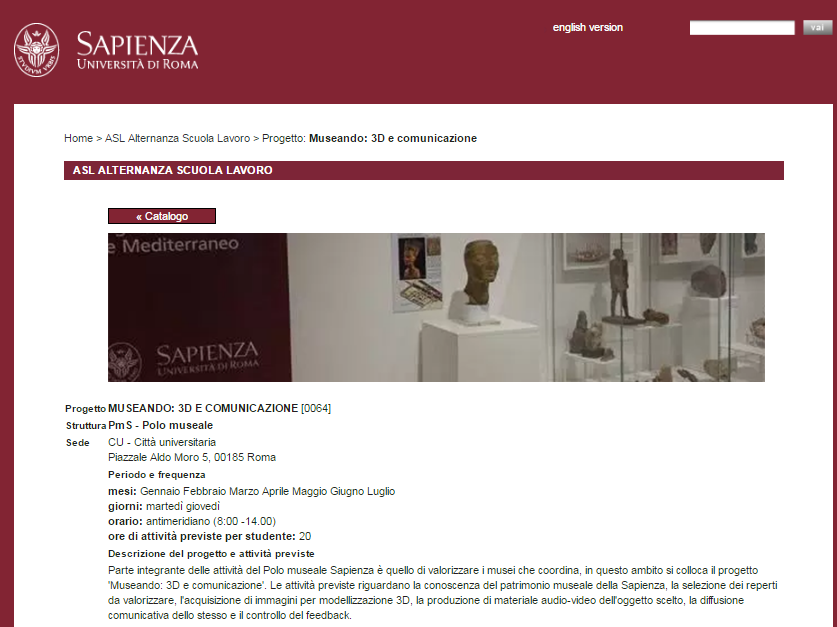 english version
vai
SAPIENZA
UNIVERSITÀ DI ROMA
STVDIVM VRBIS
Home > ASL Alternanza Scuola Lavoro > Progetto: Museando: 3D e comunicazione
ASL ALTERNANZA SCUOLA LAVORO
« Catalogo
e Mediterraneo
SAPIENZA
UNIVERSITÀ DI ROMA
Progetto MUSEANDO: 3D E COMUNICAZIONE [0064]
Struttura PmS - Polo museale
Sede CU - Città universitaria
Piazzale Aldo Moro 5, 00185 Roma
Periodo e frequenza
mesi: Gennaio Febbraio Marzo Aprile Maggio Giugno Luglio
giorni: martedì giovedì
orario: antimeridiano (8:00 -14.00)
ore di attività previste per studente: 20
Descrizione del progetto e attività previste
Parte integrante delle attività del Polo museale Sapienza è quello di valorizzare i musei che coordina, in questo ambito si colloca il progetto
'Museando: 3D e comunicazione'. Le attività previste riguardano la conoscenza del patrimonio museale della Sapienza, la selezione dei reperti
da valorizzare, l'acquisizione di immagini per modellizzazione 3D, la produzione di materiale audio-video dell'oggetto scelto, la diffusione
comunicativa dello stesso e il controllo del feedback.